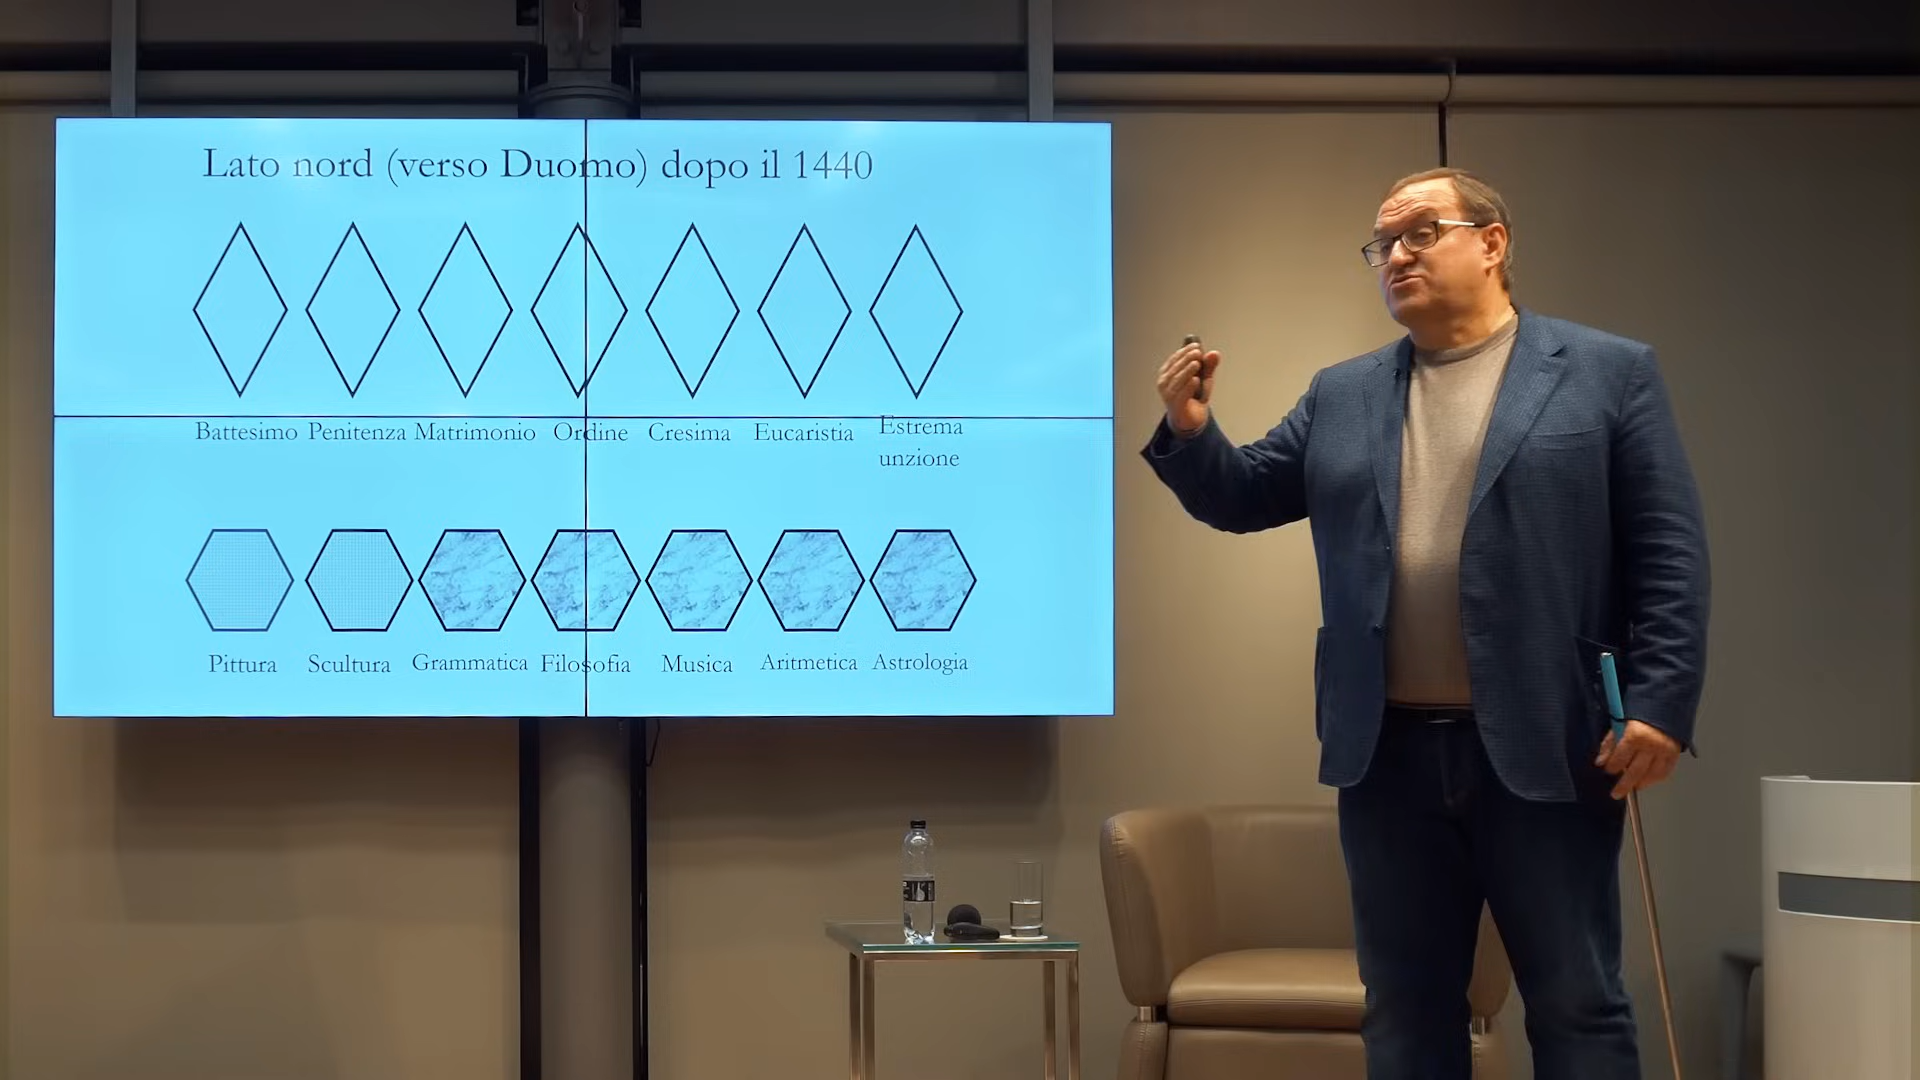 Lato nord (verso Duomo) dopo il 1440
Battesimo Penitenza Matrimonio Ordine Cresima Eucaristia Estrema
unzione
Pittura Scultura Grammatica Filosofia Musica Aritmetica Astrologia